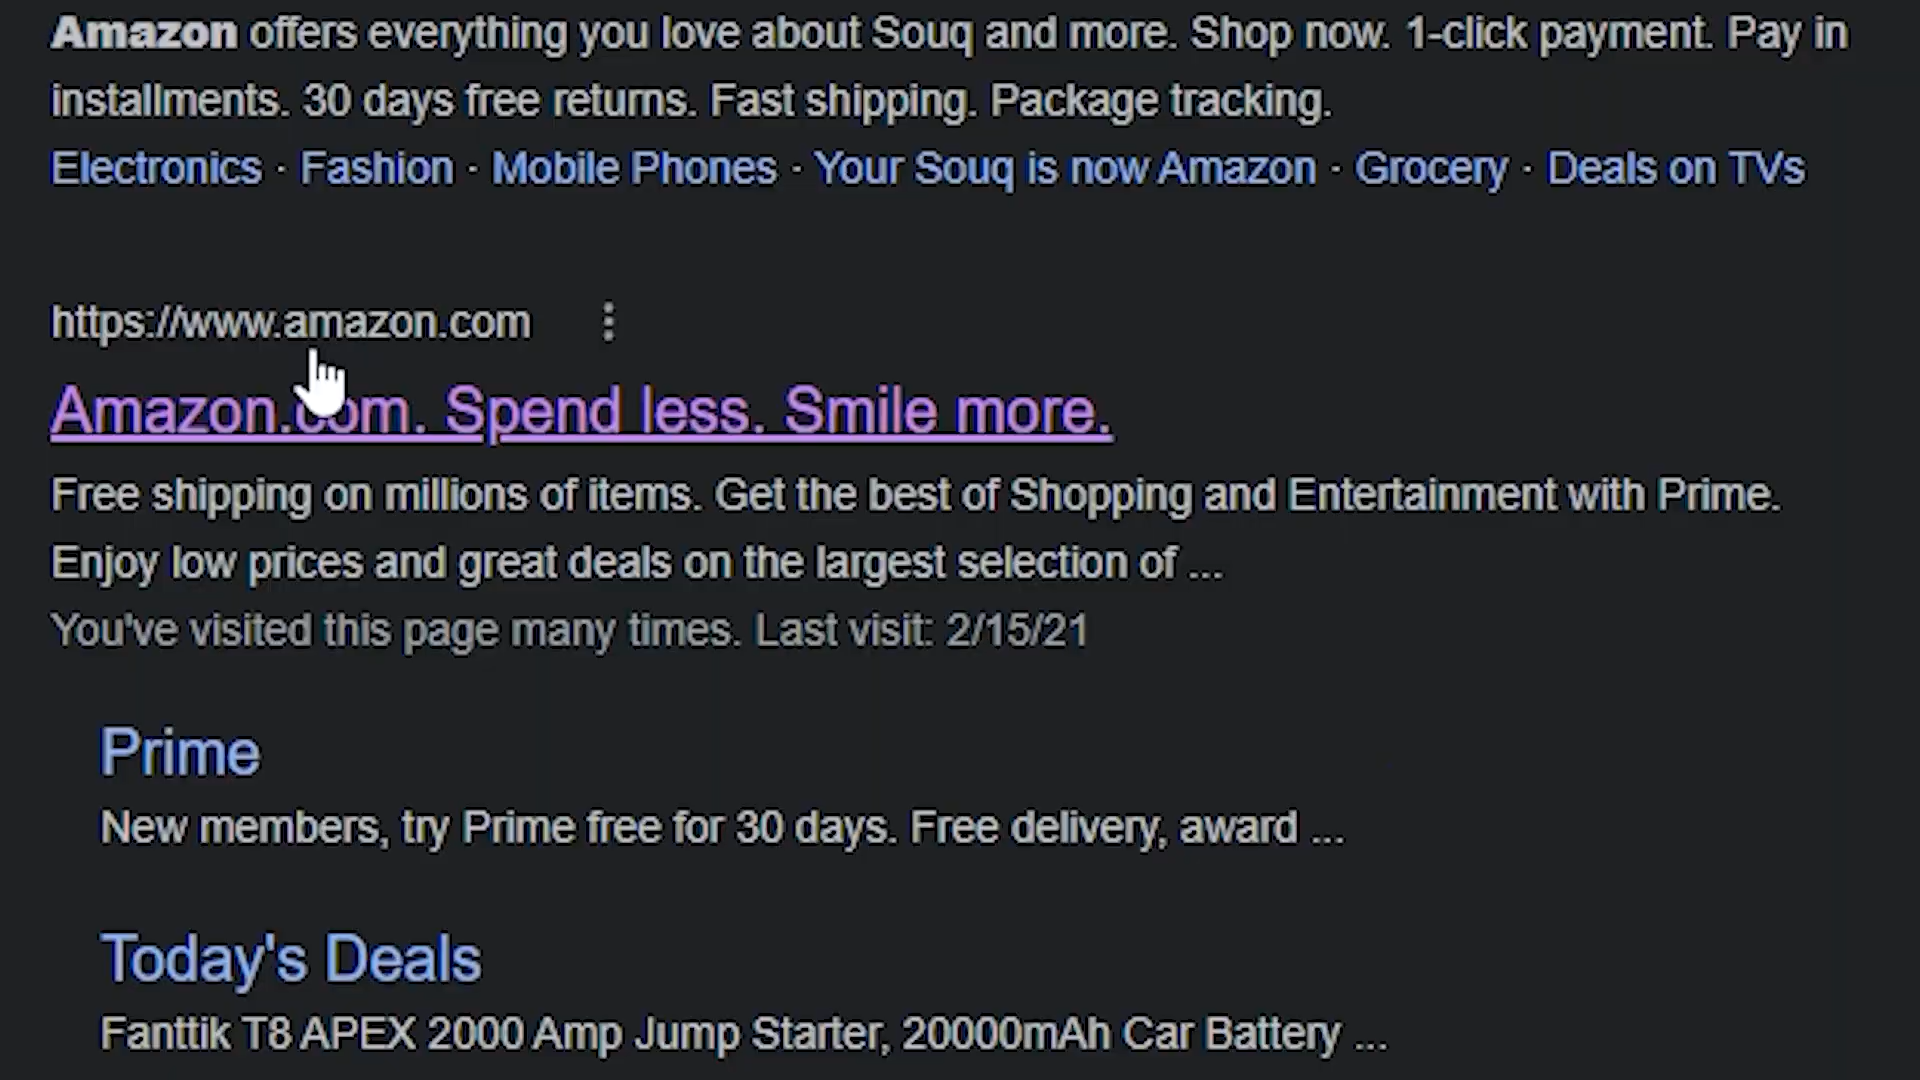 Amazon offers everything you love about Souq and more. Shop now. 1-click payment. Pay in
installments. 30 days free returns. Fast shipping. Package tracking.
Electronics · Fashion · Mobile Phones · Your Souq is now Amazon · Grocery · Deals on TVs
https://www.amazon.com
Amazon.com. Spend less. Smile more.
Free shipping on millions of items. Get the best of Shopping and Entertainment with Prime.
Enjoy low prices and great deals on the largest selection of ...
You've visited this page many times. Last visit: 2/15/21
Prime
New members, try Prime free for 30 days. Free delivery, award ...
Today's Deals
Fanttik T8 APEX 2000 Amp Jump Starter, 20000mAh Car Battery ...